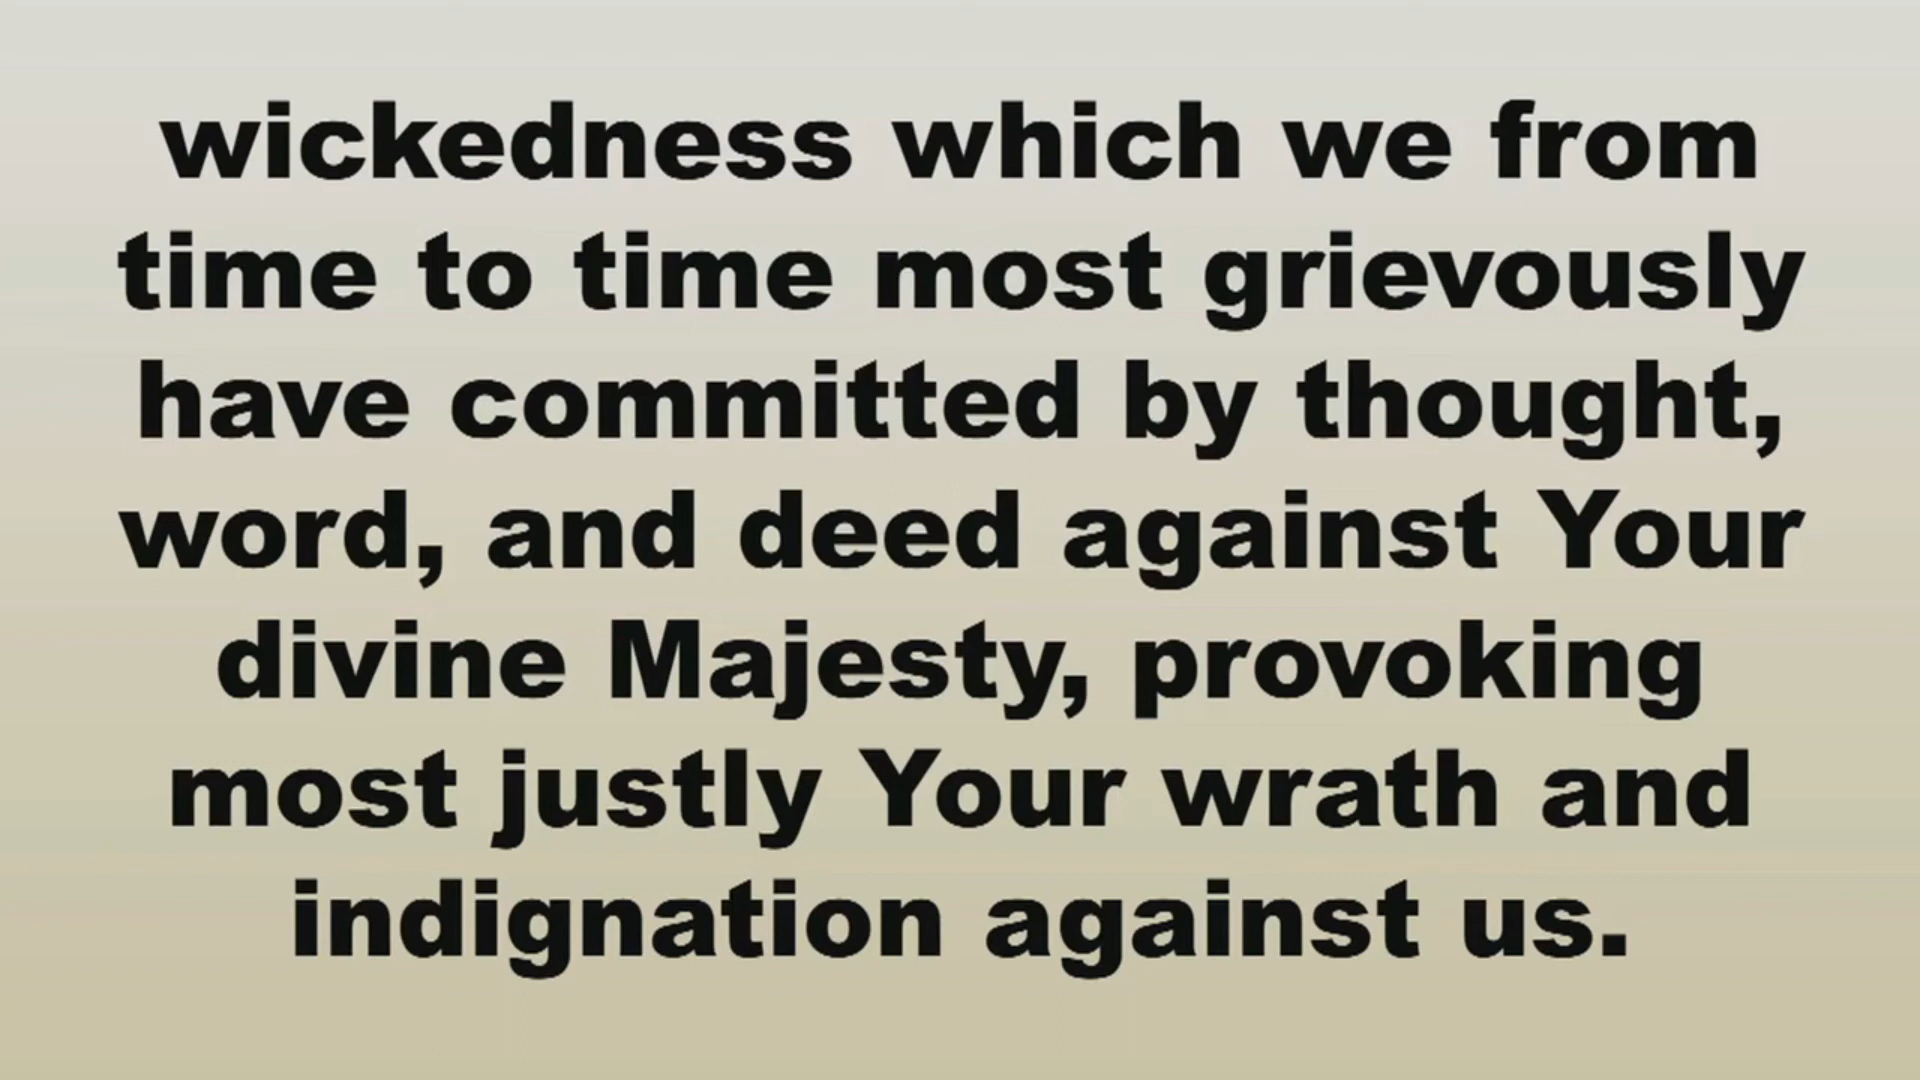 wickedness which we from
time to time most grievously
have committed by thought,
word, and deed against Your
divine Majesty, provoking
most justly Your wrath and
indignation against us.